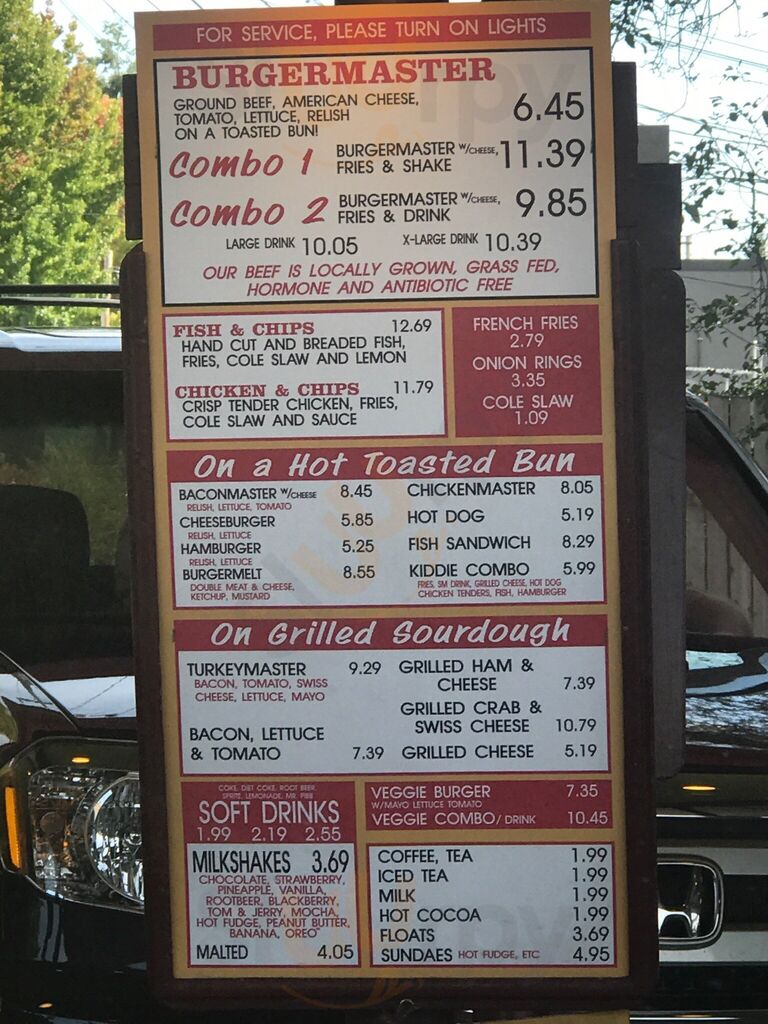 FOR SERVICE, PLEASE TURN ON LIGHTS
BURGERMASTER
GROUND BEEF, AMERICAN CHEESE,
TOMATO, LETTUCE, RELISH
ON A TOASTED BUN!
6.45
Combo 1 BURGERMASTER W/CHEESE, 11.39
FRIES & SHAKE
Combo 2 BURGERMASTER W/CHEESE, 9.85
FRIES & DRINK
LARGE DRINK 10.05 X-LARGE DRINK 10.39
OUR BEEF IS LOCALLY GROWN, GRASS FED,
HORMONE AND ANTIBIOTIC FREE
FISH & CHIPS 12.69
HAND CUT AND BREADED FISH,
FRIES, COLE SLAW AND LEMON
CHICKEN & CHIPS 11.79
CRISP TENDER CHICKEN, FRIES,
COLE SLAW AND SAUCE
FRENCH FRIES
2.79
ONION RINGS
3.35
COLE SLAW
1.09
On a Hot Toasted Bun
BACONMASTER W/CHEESE 8.45
RELISH, LETTUCE, TOMATO
CHEESEBURGER 5.85
RELISH, LETTUCE
HAMBURGER 5.25
RELISH, LETTUCE
BURGERMELT 8.55
DOUBLE MEAT & CHEESE,
KETCHUP, MUSTARD
CHICKENMASTER 8.05
HOT DOG 5.19
FISH SANDWICH 8.29
KIDDIE COMBO 5.99
FRIES, SM DRINK, GRILLED CHEESE, HOT DOG
CHICKEN TENDERS, FISH, HAMBURGER
On Grilled Sourdough
TURKEYMASTER 9.29
BACON, TOMATO, SWISS
CHEESE, LETTUCE, MAYO
BACON, LETTUCE
& TOMATO 7.39
GRILLED HAM &
CHEESE 7.39
GRILLED CRAB &
SWISS CHEESE 10.79
GRILLED CHEESE 5.19
COKE, DIET COKE, ROOT BEER,
SPRITE, LEMONADE, MR. PIBB
SOFT DRINKS
1.99 2.19 2.55
MILKSHAKES 3.69
CHOCOLATE, STRAWBERRY,
PINEAPPLE, VANILLA,
ROOTBEER, BLACKBERRY,
TOM & JERRY, MOCHA,
HOT FUDGE, PEANUT BUTTER,
BANANA, OREO
MALTED 4.05
VEGGIE BURGER 7.35
W/MAYO LETTUCE TOMATO
VEGGIE COMBO/ DRINK 10.45
COFFEE, TEA 1.99
ICED TEA 1.99
MILK 1.99
HOT COCOA 1.99
FLOATS 3.69
SUNDAES HOT FUDGE, ETC 4.95